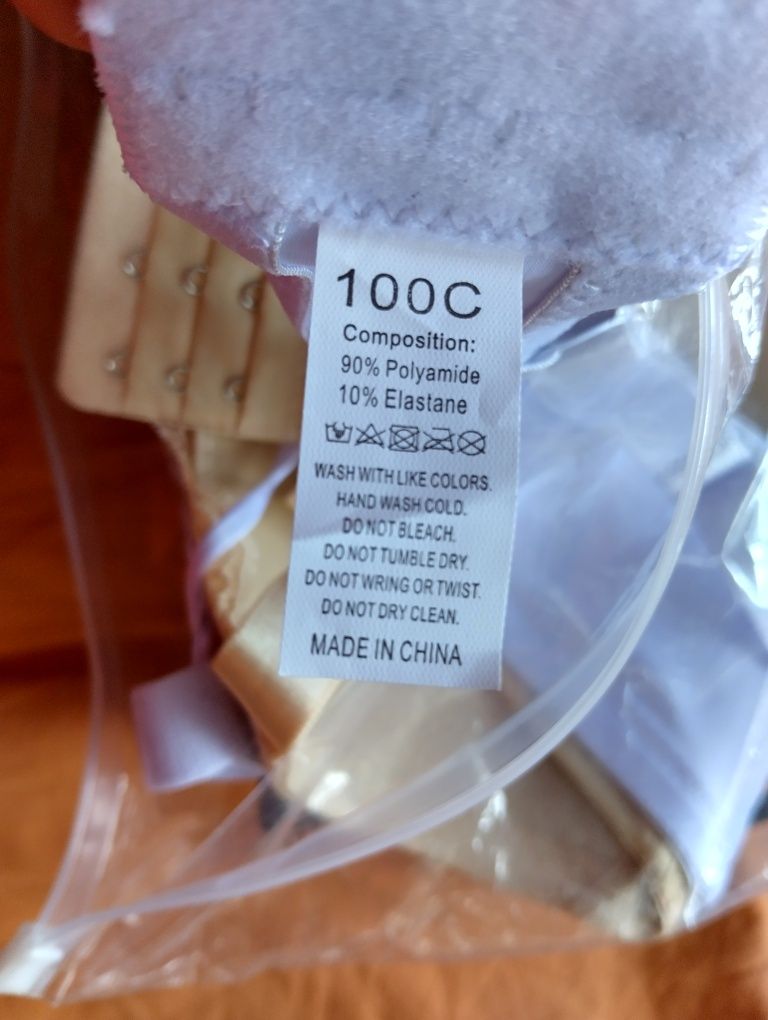 100C
Composition:
90% Polyamide
10% Elastane
WASH WITH LIKE COLORS.
HAND WASH COLD.
DO NOT BLEACH.
DO NOT TUMBLE DRY.
DO NOT WRING OR TWIST.
DO NOT DRY CLEAN.
MADE IN CHINA